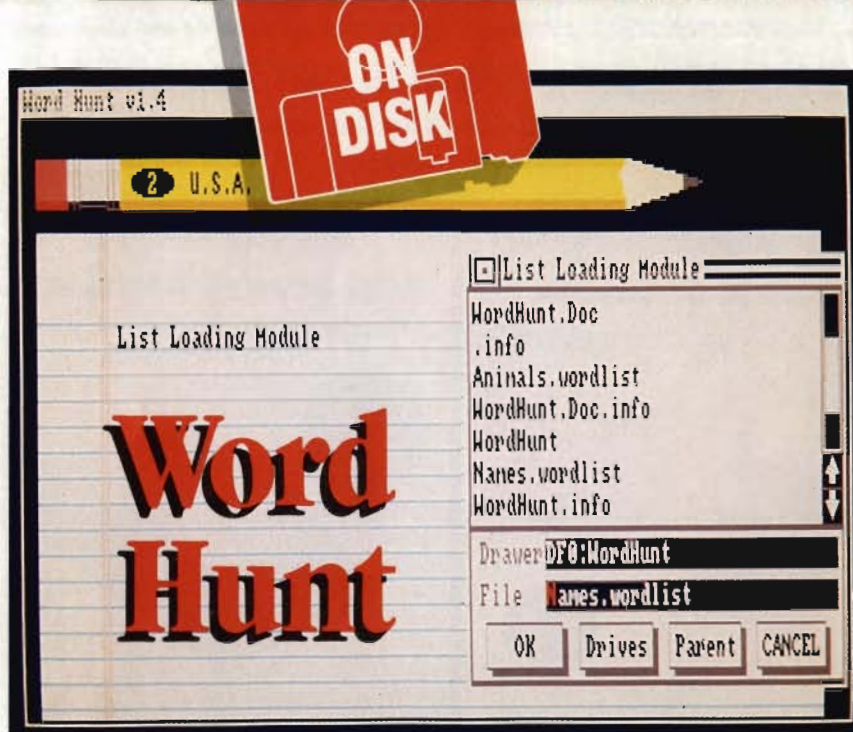 ON
DISK
Word Hunt v1.4
2 U.S.A.
List Loading Module
Word
Hunt
List Loading Module
WordHunt.Doc
.info
Animals.wordlist
WordHunt.Doc.info
WordHunt
Names.wordlist
WordHunt.info
Drawer DF0:WordHunt
File Names.wordlist
OK Drives Parent CANCEL